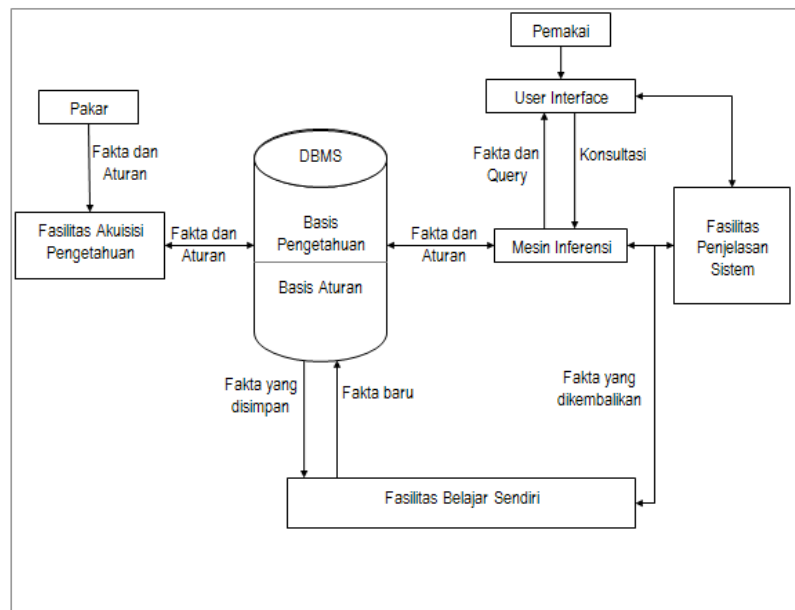 Pemakai
User Interface
Pakar
Fakta dan
Aturan
DBMS
Fakta dan
Query
Konsultasi
Fasilitas Akuisisi
Pengetahuan
Fakta dan
Aturan
Basis
Pengetahuan
Basis Aturan
Fakta dan
Aturan
Mesin Inferensi
Fasilitas
Penjelasan
Sistem
Fakta yang
disimpan
Fakta baru
Fakta yang
dikembalikan
Fasilitas Belajar Sendiri